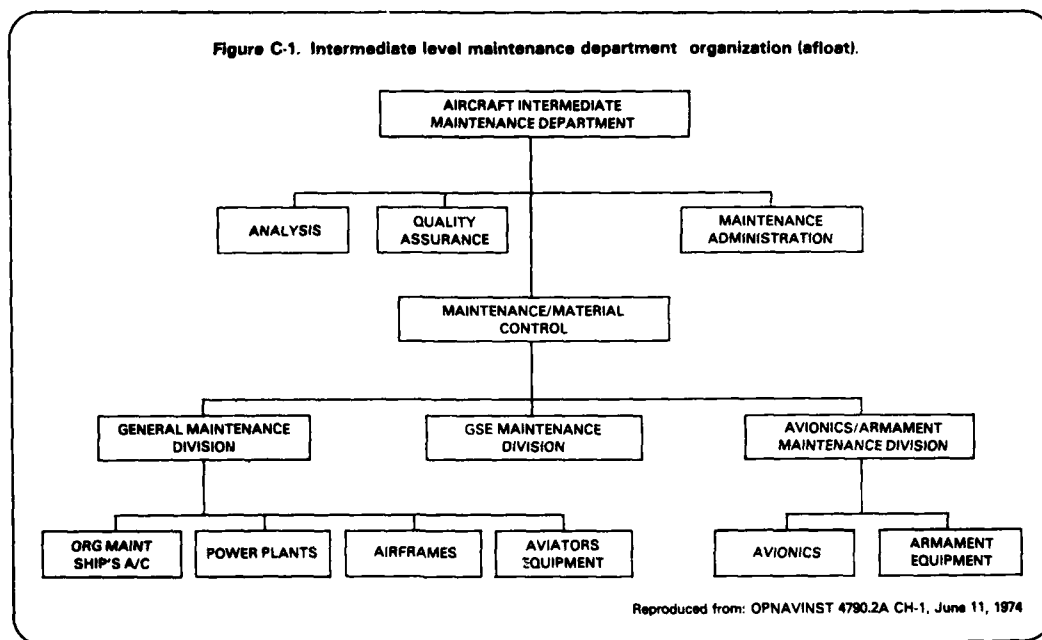 Figure C-1. Intermediate level maintenance department organization (afloat).
AIRCRAFT INTERMEDIATE
MAINTENANCE DEPARTMENT
ANALYSIS
QUALITY
ASSURANCE
MAINTENANCE
ADMINISTRATION
MAINTENANCE/MATERIAL
CONTROL
GENERAL MAINTENANCE
DIVISION
GSE MAINTENANCE
DIVISION
AVIONICS/ARMAMENT
MAINTENANCE DIVISION
ORG MAINT
SHIP'S A/C
POWER PLANTS
AIRFRAMES
AVIATORS
EQUIPMENT
AVIONICS
ARMAMENT
EQUIPMENT
Reproduced from: OPNAVINST 4790.2A CH-1, June 11, 1974